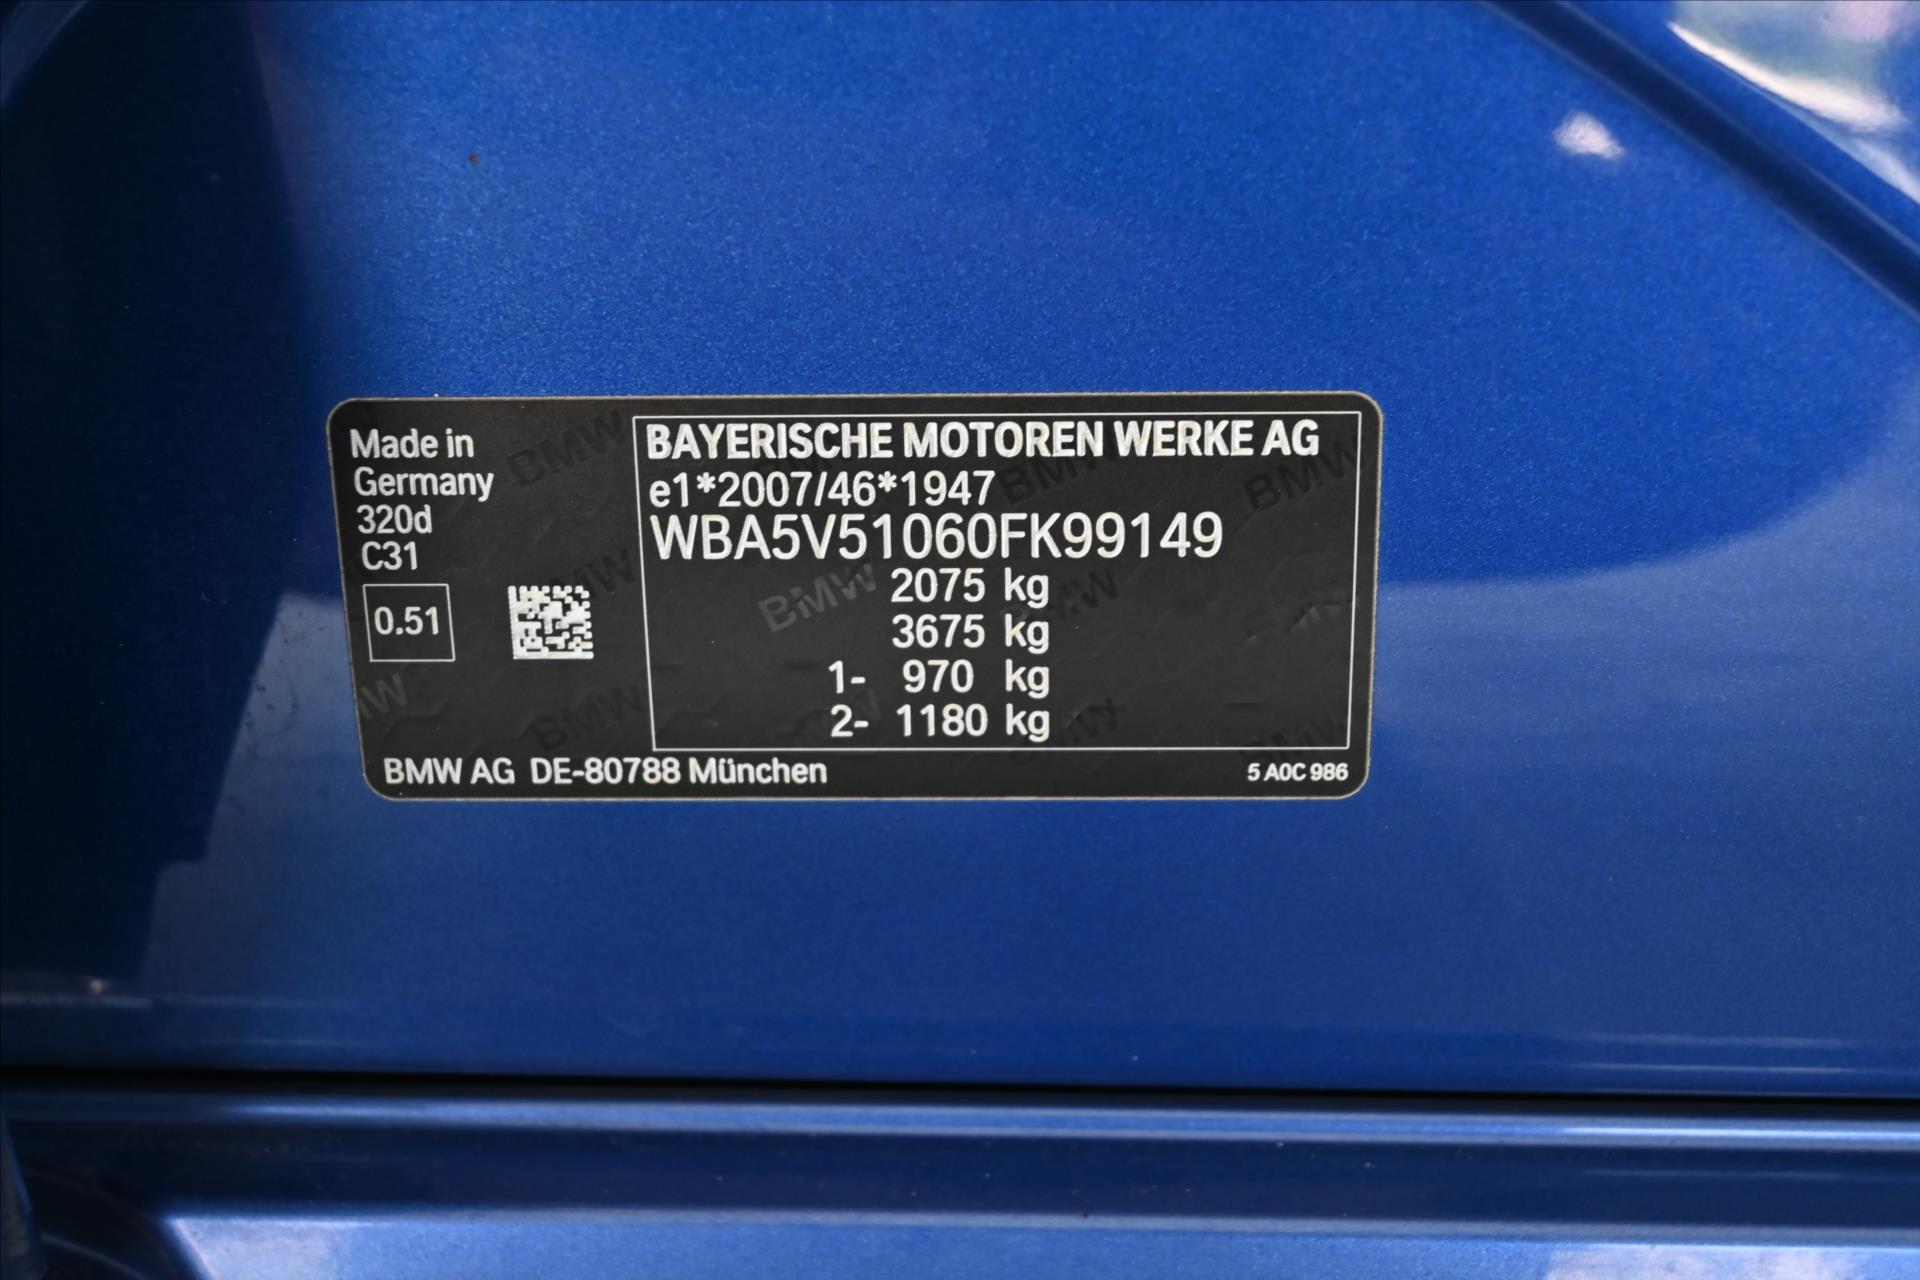 Made in
Germany
320d
C31
0.51
BAYERISCHE MOTOREN WERKE AG
e1*2007/46*1947
WBA5V51060FK99149
2075 kg
3675 kg
1- 970 kg
2- 1180 kg
BMW AG DE-80788 München
5 A0C 986